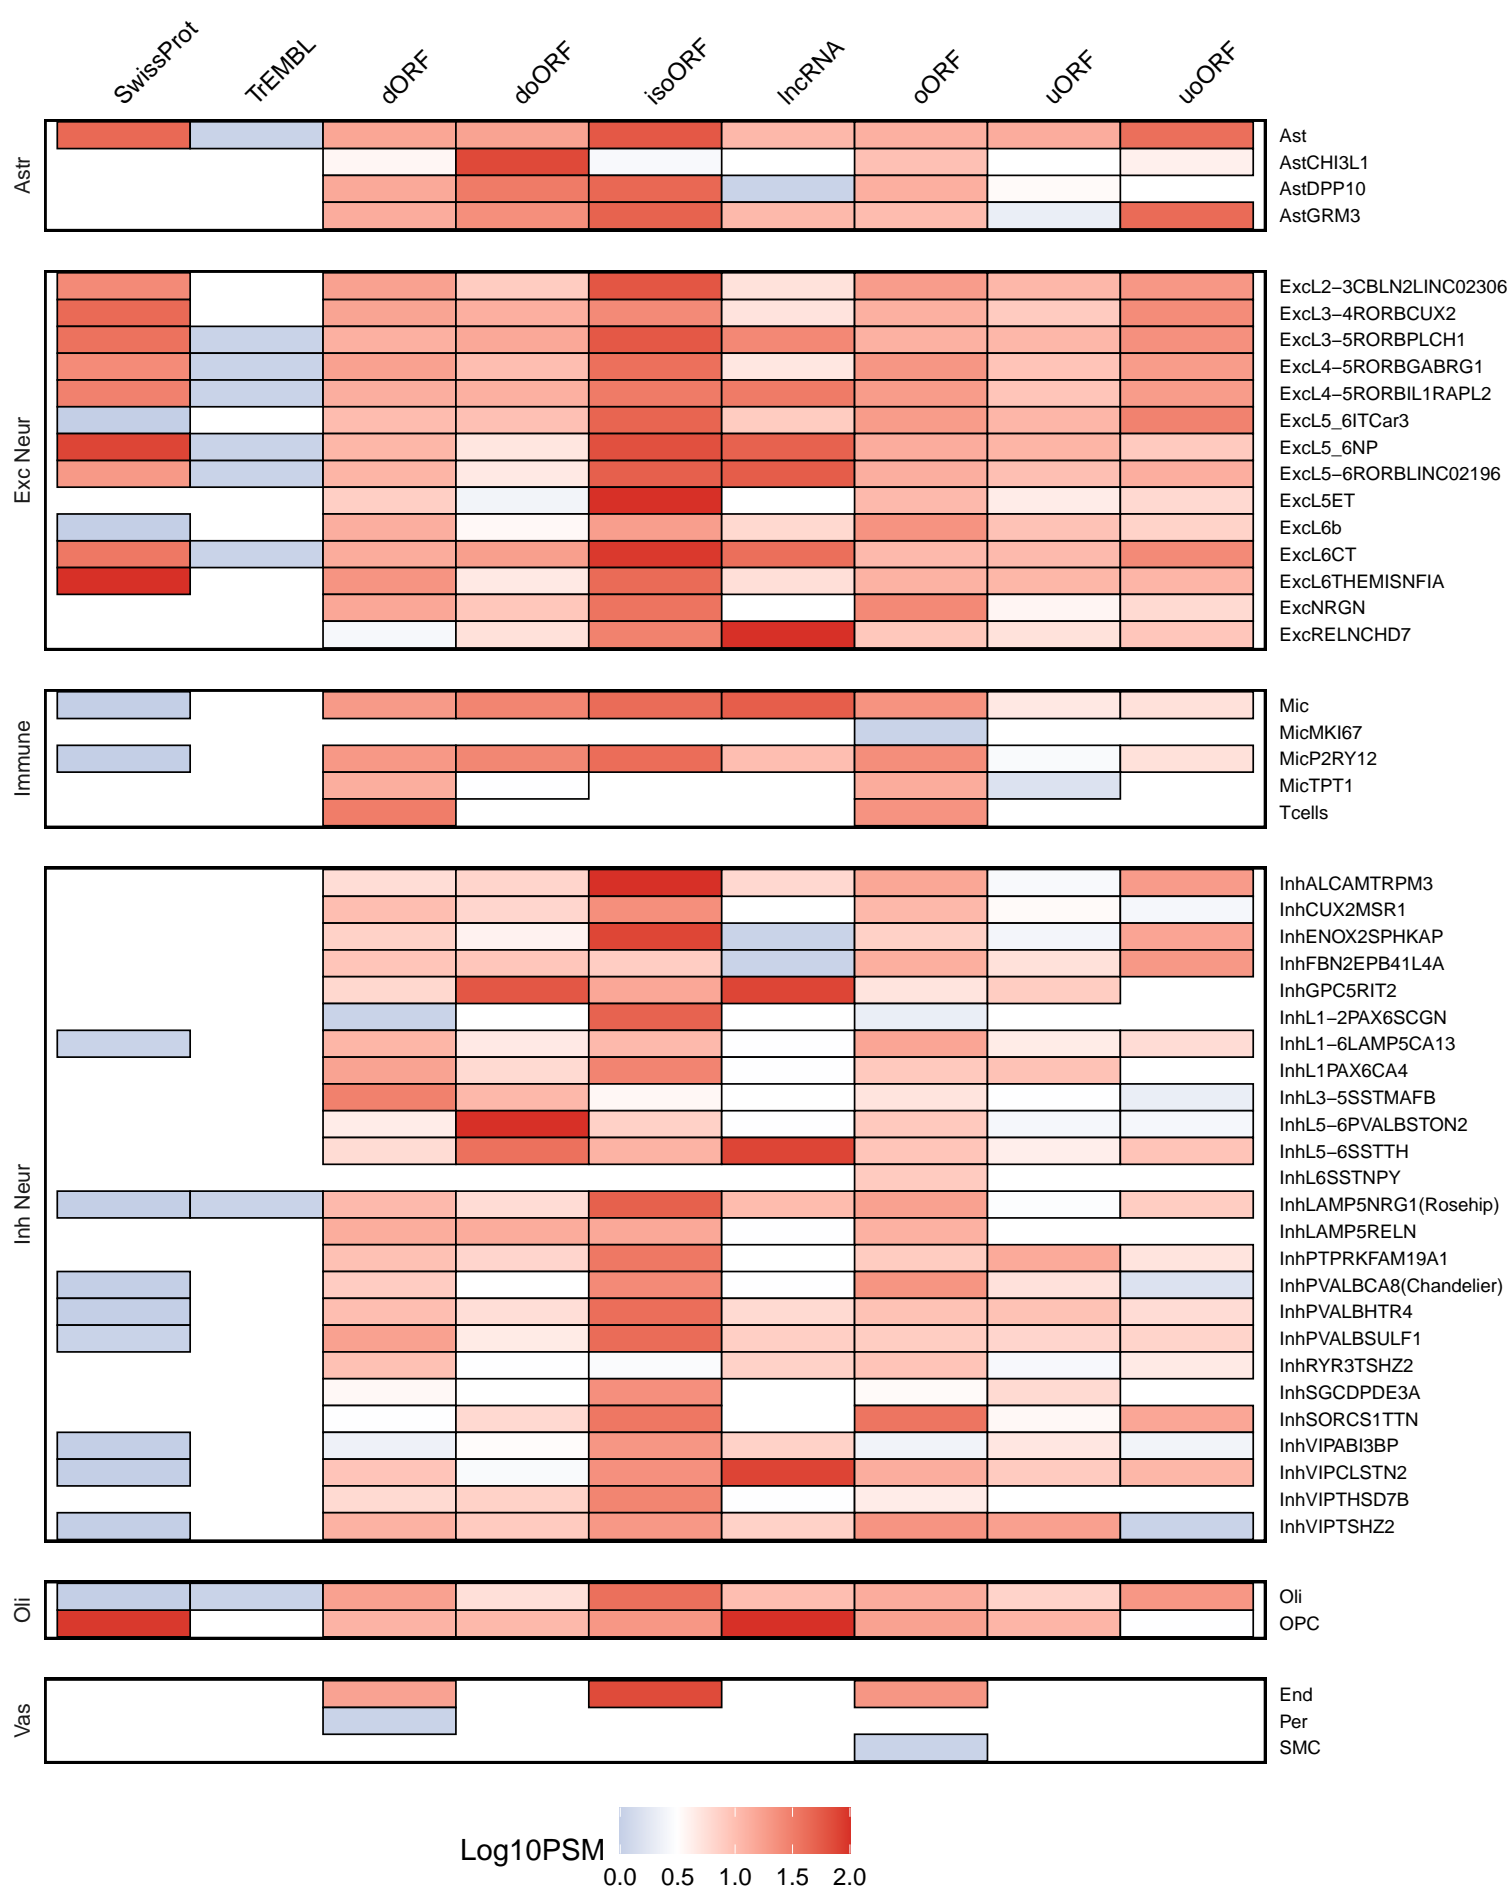 SwissProt
TrEMBL
dORF
doORF
isoORF
lncRNA
oORF
uORF
uoORF
Astr
Ast
AstCHI3L1
AstDPP10
AstGRM3
Exc Neur
ExcL2−3CBLN2LINC02306
ExcL3−4RORBCUX2
ExcL3−5RORBPLCH1
ExcL4−5RORBGABRG1
ExcL4−5RORBIL1RAPL2
ExcL5_6ITCar3
ExcL5_6NP
ExcL5−6RORBLINC02196
ExcL5ET
ExcL6b
ExcL6CT
ExcL6THEMISNFIA
ExcNRGN
ExcRELNCHD7
Immune
Mic
MicMKI67
MicP2RY12
MicTPT1
Tcells
Inh Neur
InhALCAMTRPM3
InhCUX2MSR1
InhENOX2SPHKAP
InhFBN2EPB41L4A
InhGPC5RIT2
InhL1−2PAX6SCGN
InhL1−6LAMP5CA13
InhL1PAX6CA4
InhL3−5SSTMAFB
InhL5−6PVALBSTON2
InhL5−6SSTTH
InhL6SSTNPY
InhLAMP5NRG1(Rosehip)
InhLAMP5RELN
InhPTPRKFAM19A1
InhPVALBCA8(Chandelier)
InhPVALBHTR4
InhPVALBSULF1
InhRYR3TSHZ2
InhSGCDPDE3A
InhSORCS1TTN
InhVIPABI3BP
InhVIPCLSTN2
InhVIPTHSD7B
InhVIPTSHZ2
Oli
Oli
OPC
Vas
End
Per
SMC
Log10PSM
0.0 0.5 1.0 1.5 2.0